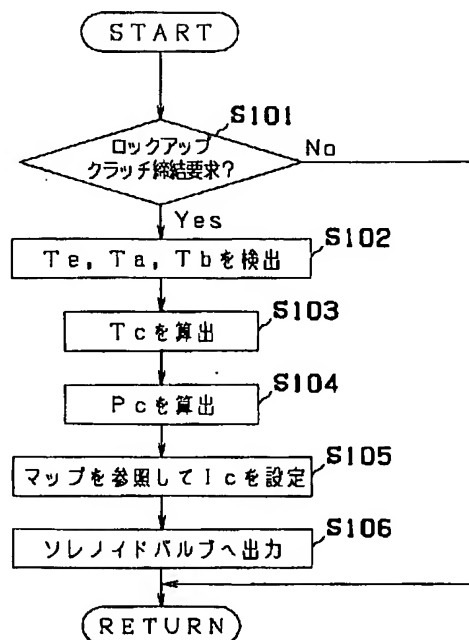 START
S101
ロックアップ
クラッチ締結要求?
No
Yes
S102
Te, Ta, Tbを検出
S103
Tcを算出
S104
Pcを算出
S105
マップを参照してIcを設定
S106
ソレノイドバルブへ出力
RETURN